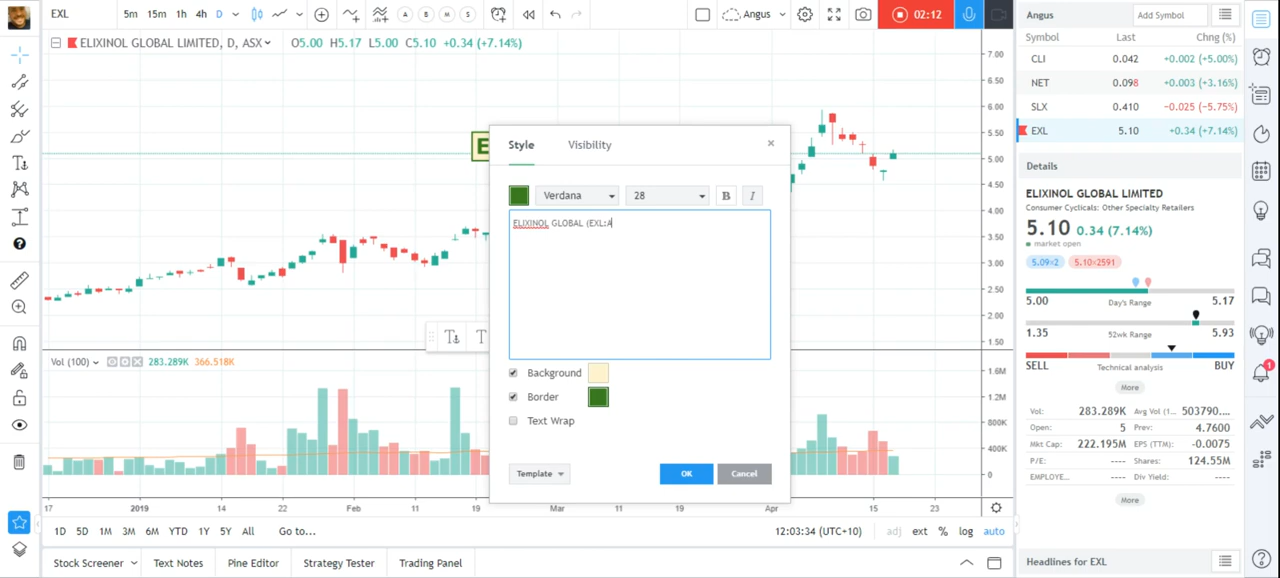 EXL
5m 15m 1h 4h D
A B M S
Angus
02:12
ELIXINOL GLOBAL LIMITED, D, ASX O5.00 H5.17 L5.00 C5.10 +0.34 (+7.14%)
7.00
6.50
6.00
5.50
5.00
4.50
4.00
3.50
3.00
2.50
2.00
1.50
E
Style Visibility
Verdana 28 B I
ELIXINOL GLOBAL (EXL:A
Background
Border
Text Wrap
Template OK Cancel
Vol (100) 283.289K 366.518K
1.6M
1.2M
800K
400K
17 2019 14 22 Feb 11 19 Mar 11 19 Apr 15 23
1D 5D 1M 3M 6M YTD 1Y 5Y All Go to...
12:03:34 (UTC+10) adj ext % log auto
Stock Screener Text Notes Pine Editor Strategy Tester Trading Panel
Angus Add Symbol
Symbol Last Chng (%)
CLI 0.042 +0.002 (+5.00%)
NET 0.098 +0.003 (+3.16%)
SLX 0.410 -0.025 (-5.75%)
EXL 5.10 +0.34 (+7.14%)
Details
ELIXINOL GLOBAL LIMITED
Consumer Cyclicals: Other Specialty Retailers
5.10 0.34 (7.14%)
market open
5.09×2 5.10×2591
5.00 Day's Range 5.17
1.35 52wk Range 5.93
SELL Technical analysis BUY
More
Vol: 283.289K Avg Vol (1... 503790....
Open: 5 Prev: 4.7600
Mkt Cap: 222.195M EPS (TTM): -0.0075
P/E: ---- Shares: 124.55M
EMPLOYE... ---- Div Yield: ----
More
Headlines for EXL
1